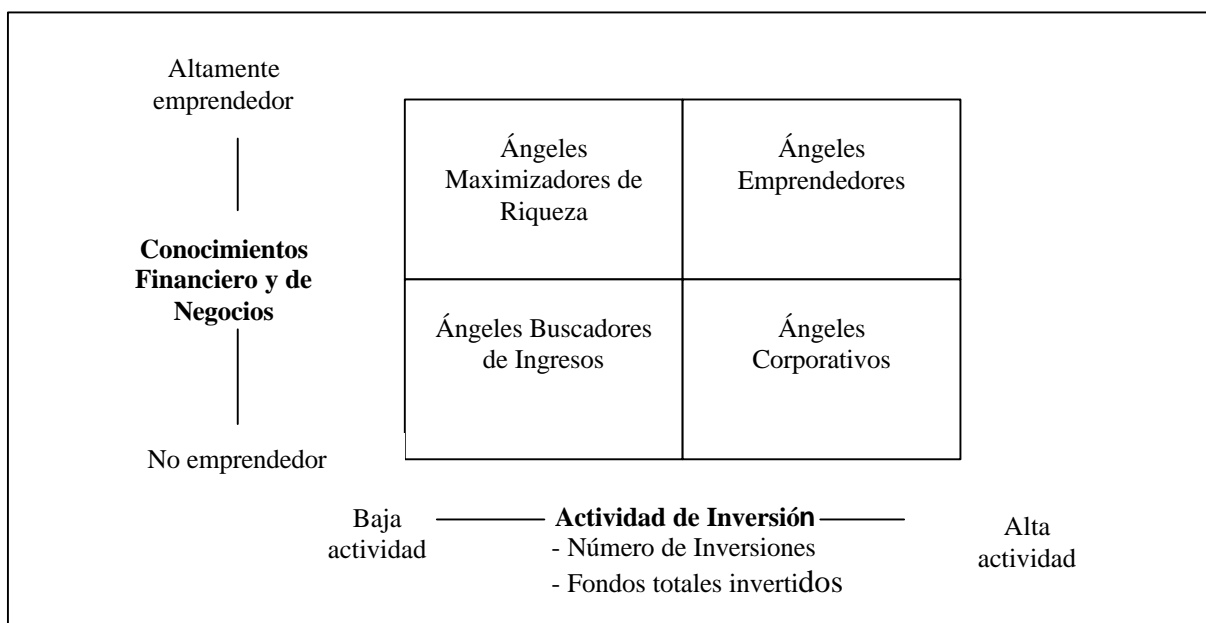 Altamente
emprendedor
Ángeles
Maximizadores de
Riqueza
Ángeles
Emprendedores
Conocimientos
Financiero y de
Negocios
Ángeles Buscadores
de Ingresos
Ángeles
Corporativos
No emprendedor
Baja
actividad
Actividad de Inversión
- Número de Inversiones
- Fondos totales invertidos
Alta
actividad